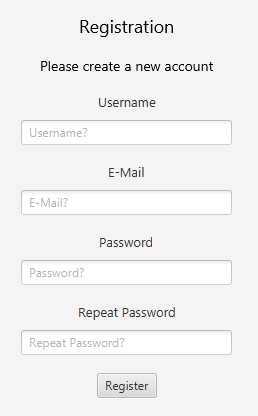 Registration
Please create a new account
Username
Username?
E-Mail
E-Mail?
Password
Password?
Repeat Password
Repeat Password?
Register